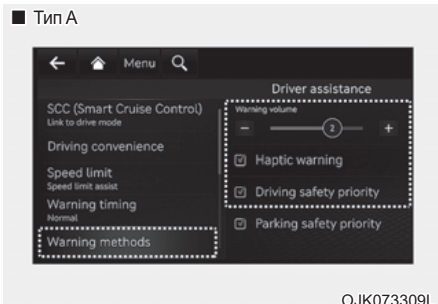 Тип A
Menu
Driver assistance
SCC (Smart Cruise Control)
Link to drive mode
Driving convenience
Speed limit
Speed limit assist
Warning timing
Normal
Warning methods
Warning volume
− 2 +
Haptic warning
Driving safety priority
Parking safety priority
OJK073309L